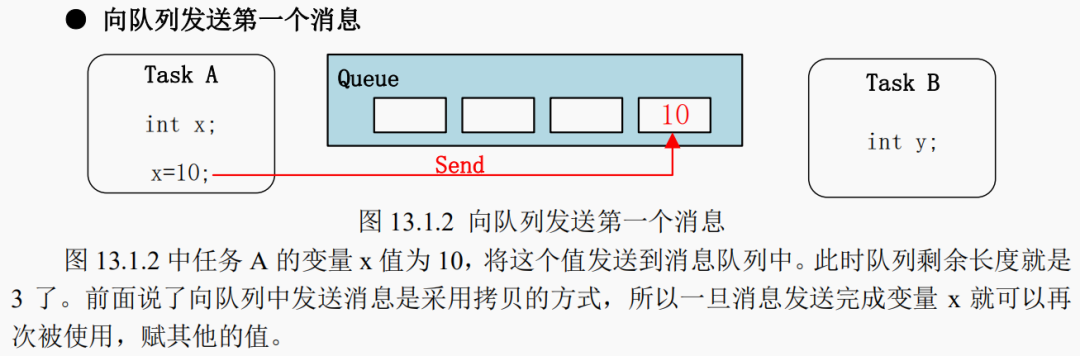 ● 向队列发送第一个消息
Task A
int x;
x=10;
Queue
10
Send
Task B
int y;
图 13.1.2 向队列发送第一个消息
图 13.1.2 中任务 A 的变量 x 值为 10，将这个值发送到消息队列中。此时队列剩余长度就是
3 了。前面说了向队列中发送消息是采用拷贝的方式，所以一旦消息发送完成变量 x 就可以再
次被使用，赋其他的值。